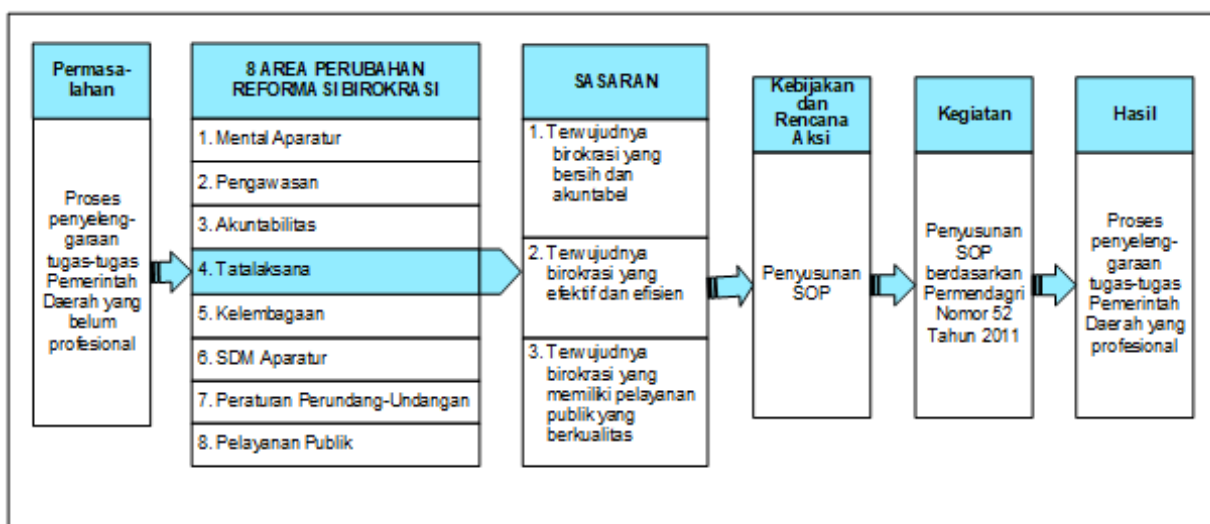 Permasa-
lahan
Proses
penyeleng-
garaan
tugas-tugas
Pemerintah
Daerah yang
belum
profesional
8 AREA PERUBAHAN
REFORMASI BIROKRASI
1. Mental Aparatur
2. Pengawasan
3. Akuntabilitas
4. Tatalaksana
5. Kelembagaan
6. SDM Aparatur
7. Peraturan Perundang-Undangan
8. Pelayanan Publik
SASARAN
1. Terwujudnya
birokrasi yang
bersih dan
akuntabel
2. Terwujudnya
birokrasi yang
efektif dan efisien
3. Terwujudnya
birokrasi yang
memiliki pelayanan
publik yang
berkualitas
Kebijakan
dan
Rencana
Aksi
Penyusunan
SOP
Kegiatan
Penyusunan
SOP
berdasarkan
Permendagri
Nomor 52
Tahun 2011
Hasil
Proses
penyeleng-
garaan
tugas-tugas
Pemerintah
Daerah yang
profesional